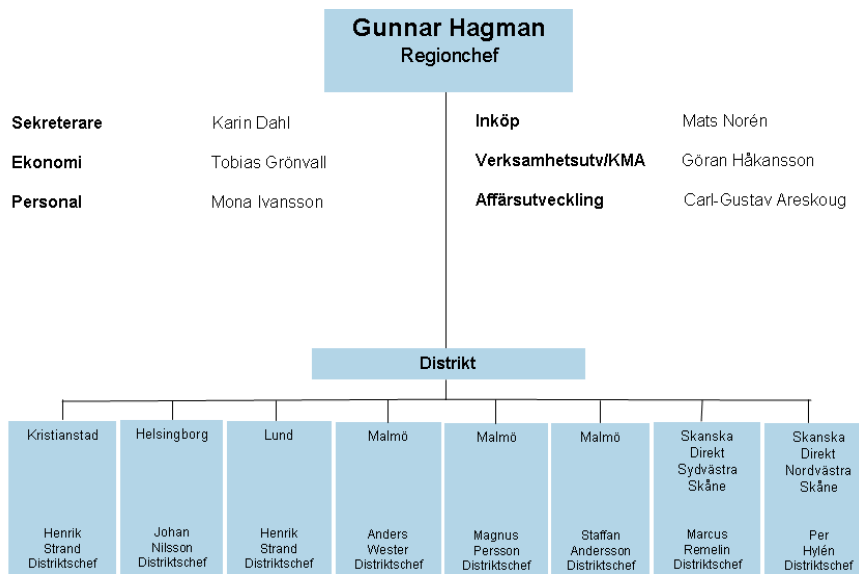 Gunnar Hagman
Regionchef
Sekreterare Karin Dahl
Ekonomi Tobias Grönvall
Personal Mona Ivansson
Inköp Mats Norén
Verksamhetsutv/KMA Göran Håkansson
Affärsutveckling Carl-Gustav Areskoug
Distrikt
Kristianstad
Henrik
Strand
Distriktschef
Helsingborg
Johan
Nilsson
Distriktschef
Lund
Henrik
Strand
Distriktschef
Malmö
Anders
Wester
Distriktschef
Malmö
Magnus
Persson
Distriktschef
Malmö
Staffan
Andersson
Distriktschef
Skanska
Direkt
Sydvästra
Skåne
Marcus
Remelin
Distriktschef
Skanska
Direkt
Nordvästra
Skåne
Per
Hylén
Distriktschef